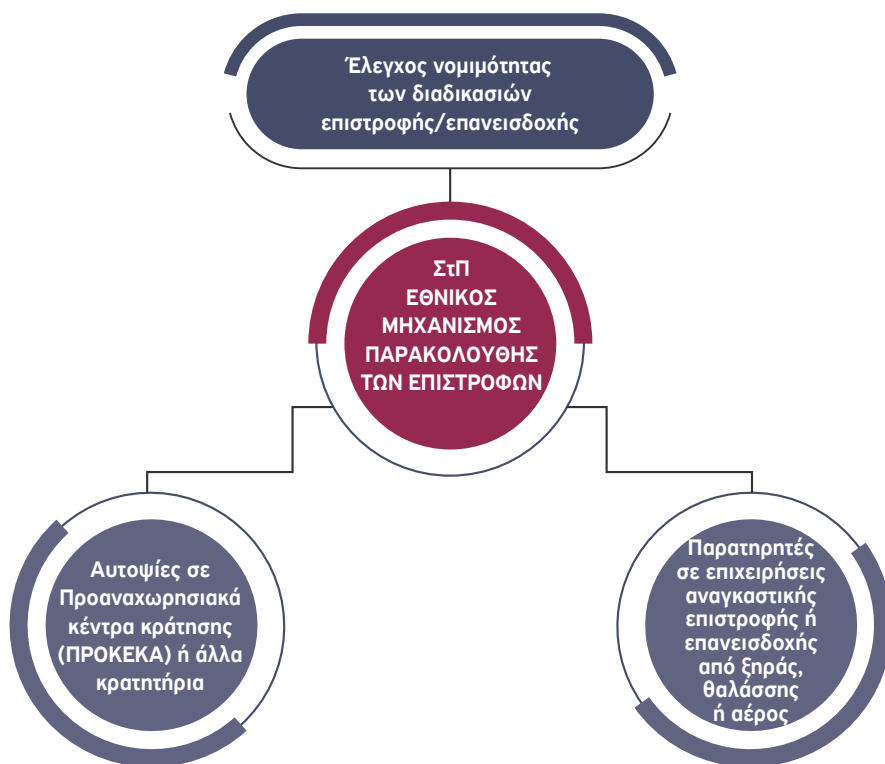 Έλεγχος νομιμότητας
των διαδικασιών
επιστροφής/επανεισδοχής
ΣτΠ
ΕΘΝΙΚΟΣ
ΜΗΧΑΝΙΣΜΟΣ
ΠΑΡΑΚΟΛΟΥΘΗΣ
ΤΩΝ ΕΠΙΣΤΡΟΦΩΝ
Αυτοψίες σε
Προαναχωρησιακά
κέντρα κράτησης
(ΠΡΟΚΕΚΑ) ή άλλα
κρατητήρια
Παρατηρητές
σε επιχειρήσεις
αναγκαστικής
επιστροφής ή
επανεισδοχής
από ξηράς,
θαλάσσης
ή αέρος